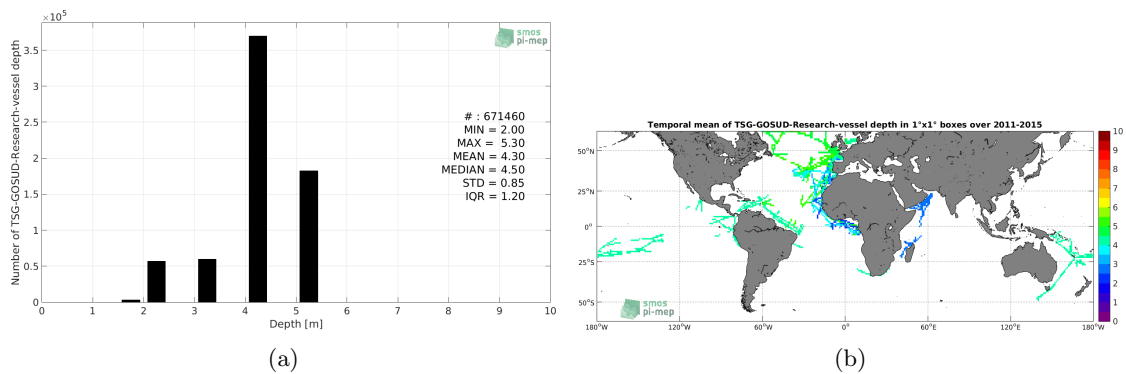 ×10⁵
3.5
3
2.5
2
1.5
1
0.5
0
0 1 2 3 4 5 6 7 8 9 10
Number of TSG-GOSUD-Research-vessel depth
Depth [m]
smos
pi-mep
# : 671460
MIN = 2.00
MAX = 5.30
MEAN = 4.30
MEDIAN = 4.50
STD = 0.85
IQR = 1.20
(a)
Temporal mean of TSG-GOSUD-Research-vessel depth in 1°x1° boxes over 2011-2015
50°N
25°N
0°
25°S
50°S
180°W 120°W 60°W 0° 60°E 120°E 180°W
smos
pi-mep
10
9
8
7
6
5
4
3
2
1
0
(b)